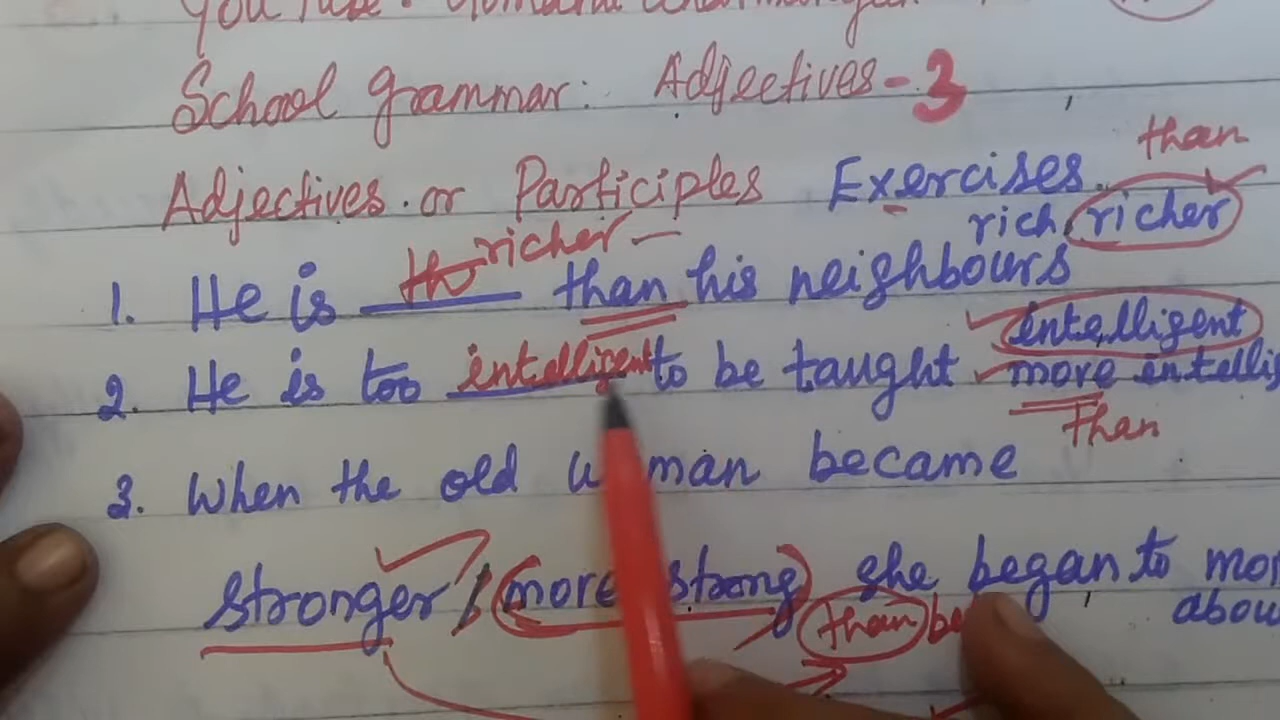 School Grammar: Adjectives - 3
than
Adjectives. or Participles Exercises.
rich, richer
richer
1. He is than his neighbours
intelligent
2. He is too intelligent to be taught more
than
3. When the old became
stronger / more strong she began to
than